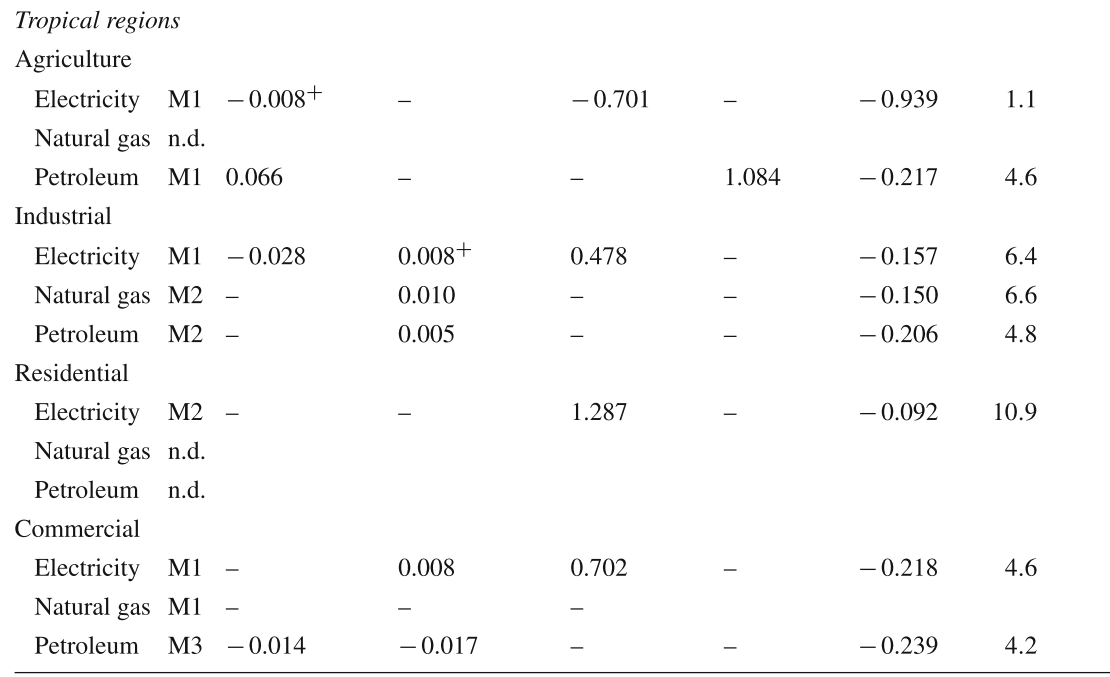 Tropical regions
Agriculture
Electricity M1 −0.008+ – −0.701 – −0.939 1.1
Natural gas n.d.
Petroleum M1 0.066 – – 1.084 −0.217 4.6
Industrial
Electricity M1 −0.028 0.008+ 0.478 – −0.157 6.4
Natural gas M2 – 0.010 – – −0.150 6.6
Petroleum M2 – 0.005 – – −0.206 4.8
Residential
Electricity M2 – – 1.287 – −0.092 10.9
Natural gas n.d.
Petroleum n.d.
Commercial
Electricity M1 – 0.008 0.702 – −0.218 4.6
Natural gas M1 – – –
Petroleum M3 −0.014 −0.017 – – −0.239 4.2